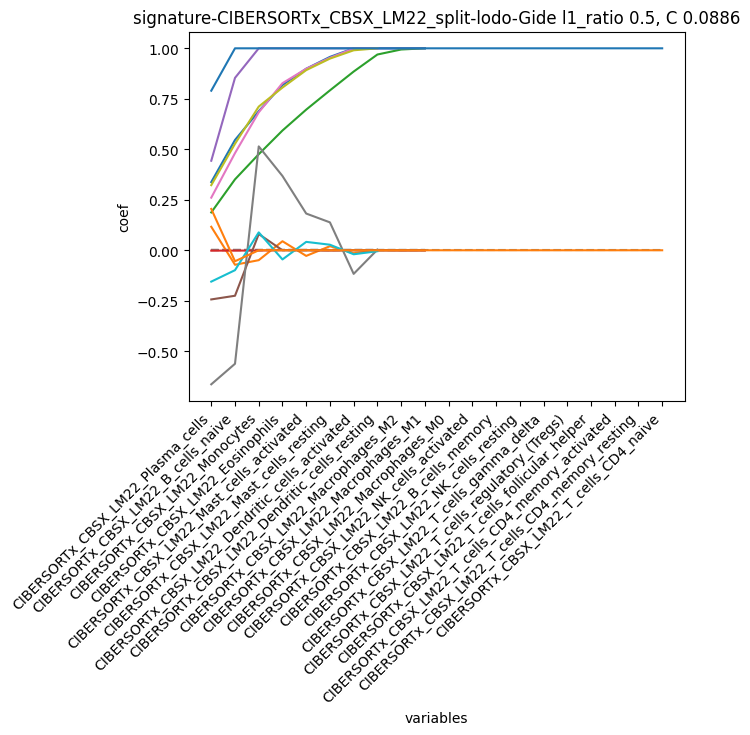 signature-CIBERSORTx_CBSX_LM22_split-lodo-Gide l1_ratio 0.5, C 0.0886
1.00
0.75
0.50
0.25
0.00
−0.25
−0.50
coef
CIBERSORTx_CBSX_LM22_Plasma_cells
CIBERSORTx_CBSX_LM22_B_cells_naive
CIBERSORTx_CBSX_LM22_Monocytes
CIBERSORTx_CBSX_LM22_Eosinophils
CIBERSORTx_CBSX_LM22_Mast_cells_activated
CIBERSORTx_CBSX_LM22_Mast_cells_resting
CIBERSORTx_CBSX_LM22_Dendritic_cells_activated
CIBERSORTx_CBSX_LM22_Dendritic_cells_resting
CIBERSORTx_CBSX_LM22_Macrophages_M2
CIBERSORTx_CBSX_LM22_Macrophages_M1
CIBERSORTx_CBSX_LM22_Macrophages_M0
CIBERSORTx_CBSX_LM22_NK_cells_activated
CIBERSORTx_CBSX_LM22_B_cells_memory
CIBERSORTx_CBSX_LM22_NK_cells_resting
CIBERSORTx_CBSX_LM22_T_cells_gamma_delta
CIBERSORTx_CBSX_LM22_T_cells_regulatory_(Tregs)
CIBERSORTx_CBSX_LM22_T_cells_follicular_helper
CIBERSORTx_CBSX_LM22_T_cells_CD4_memory_activated
CIBERSORTx_CBSX_LM22_T_cells_CD4_memory_resting
CIBERSORTx_CBSX_LM22_T_cells_CD4_naive
variables